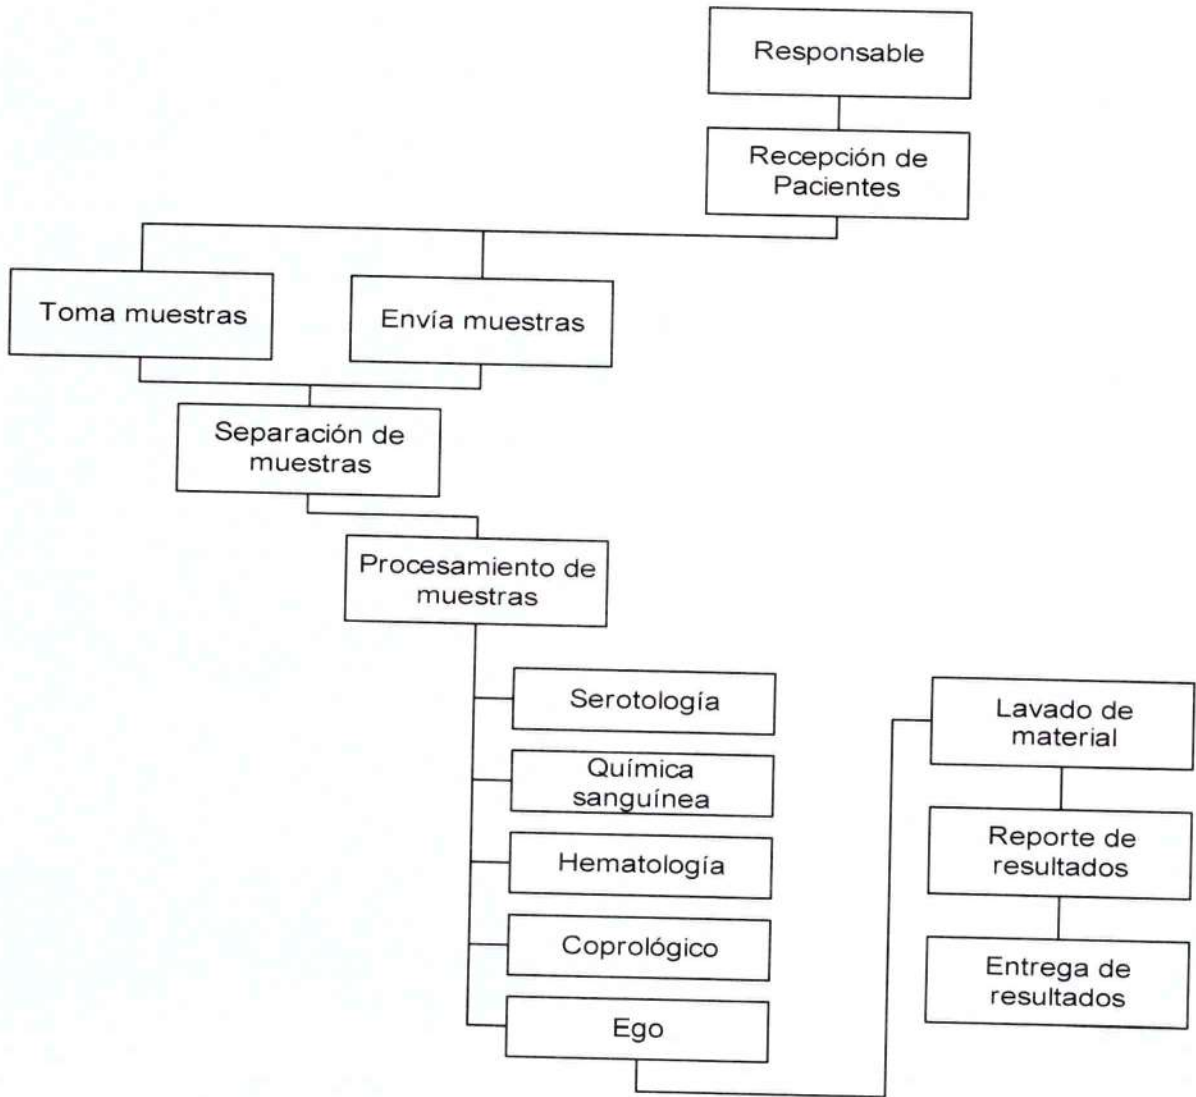 Responsable
Recepción de
Pacientes
Toma muestras
Envía muestras
Separación de
muestras
Procesamiento de
muestras
Serotología
Química
sanguínea
Hematología
Coprológico
Ego
Lavado de
material
Reporte de
resultados
Entrega de
resultados